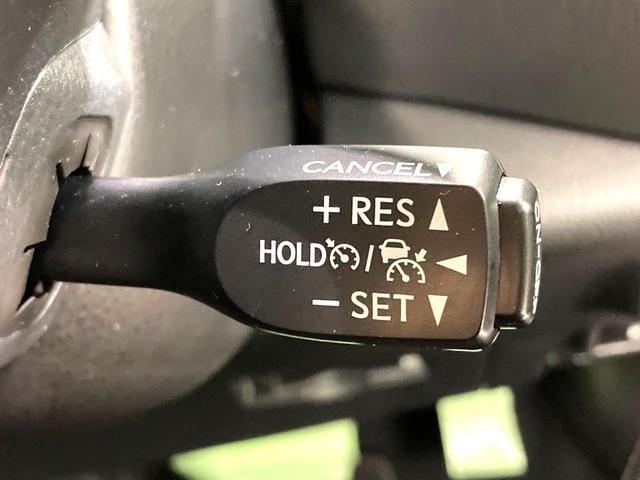 CANCEL▼
+ RES ▲
HOLD / ◀
− SET ▼